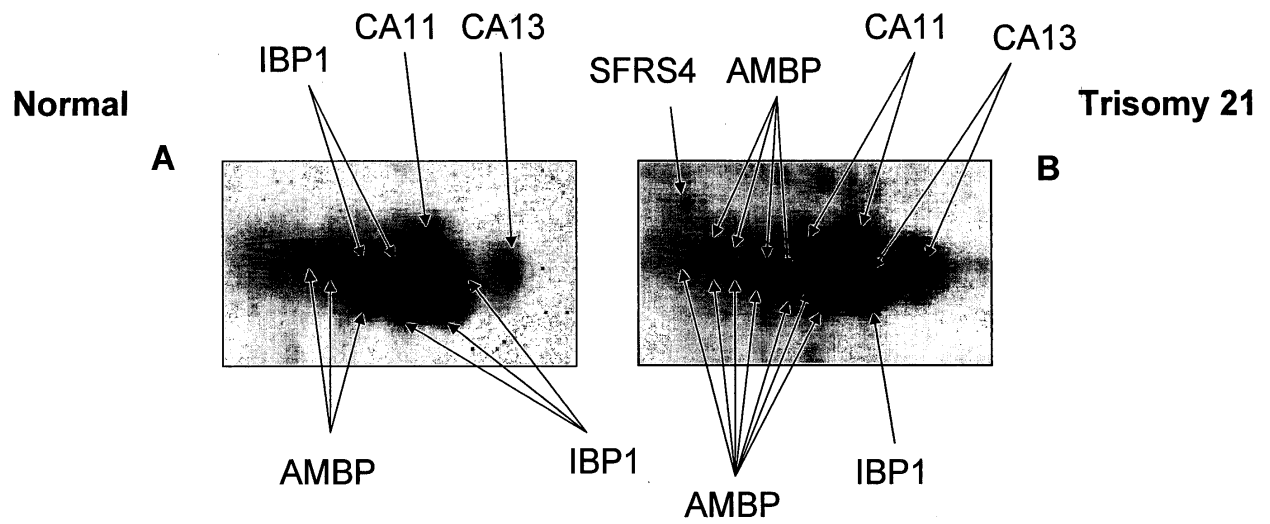 CA11 CA13
IBP1
Normal
A
AMBP
IBP1
CA11
CA13
SFRS4 AMBP
Trisomy 21
B
AMBP
IBP1